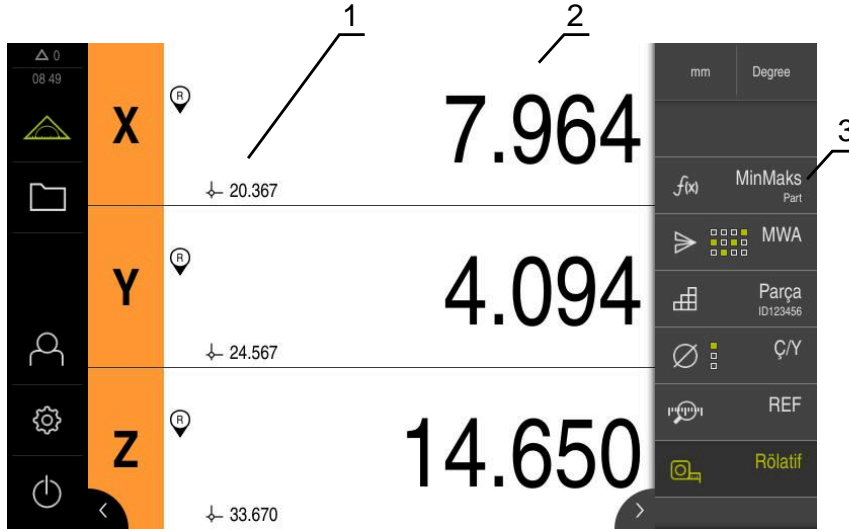 1
2
3
0
08 49
X
R
7.964
20.367
Y
R
4.094
24.567
Z
R
14.650
33.670
mm
Degree
f(x)
MinMaks
Part
MWA
Parça
ID123456
Ç/Y
REF
Rölatif